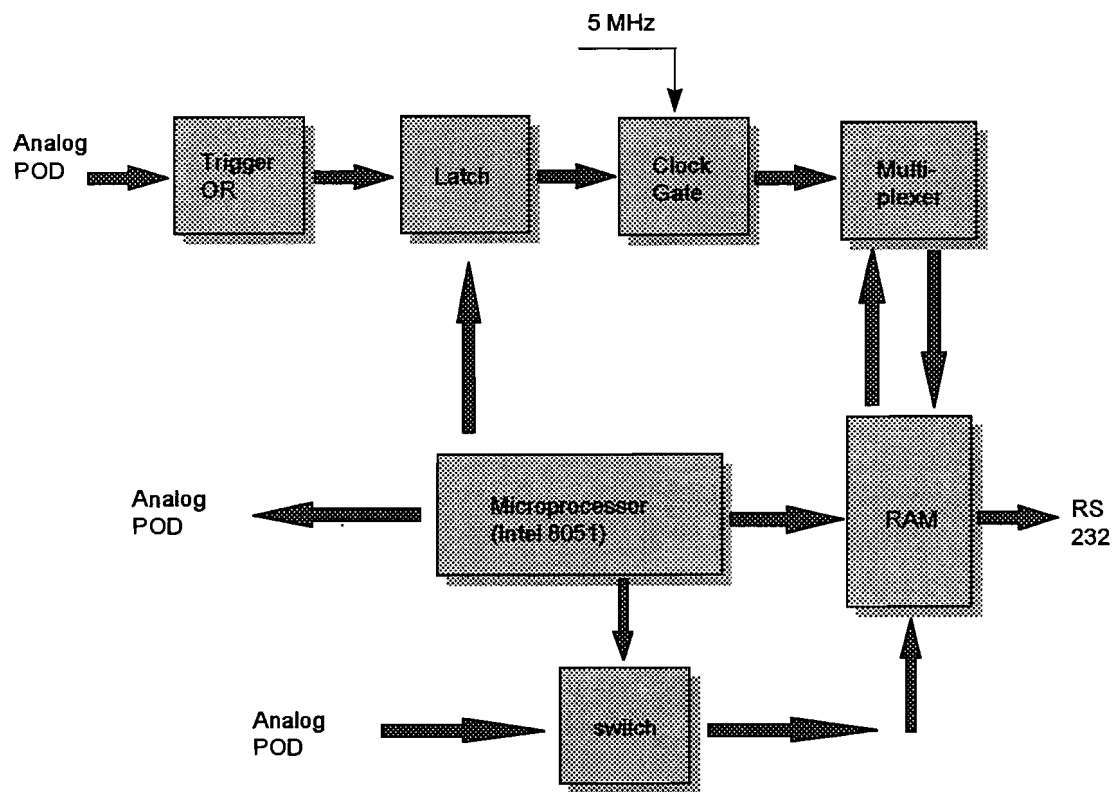 5 MHz
Analog
POD
Trigger
OR
Latch
Clock
Gate
Multi-
plexer
Analog
POD
Microprocessor
(Intel 8051)
RAM
RS
232
Analog
POD
switch